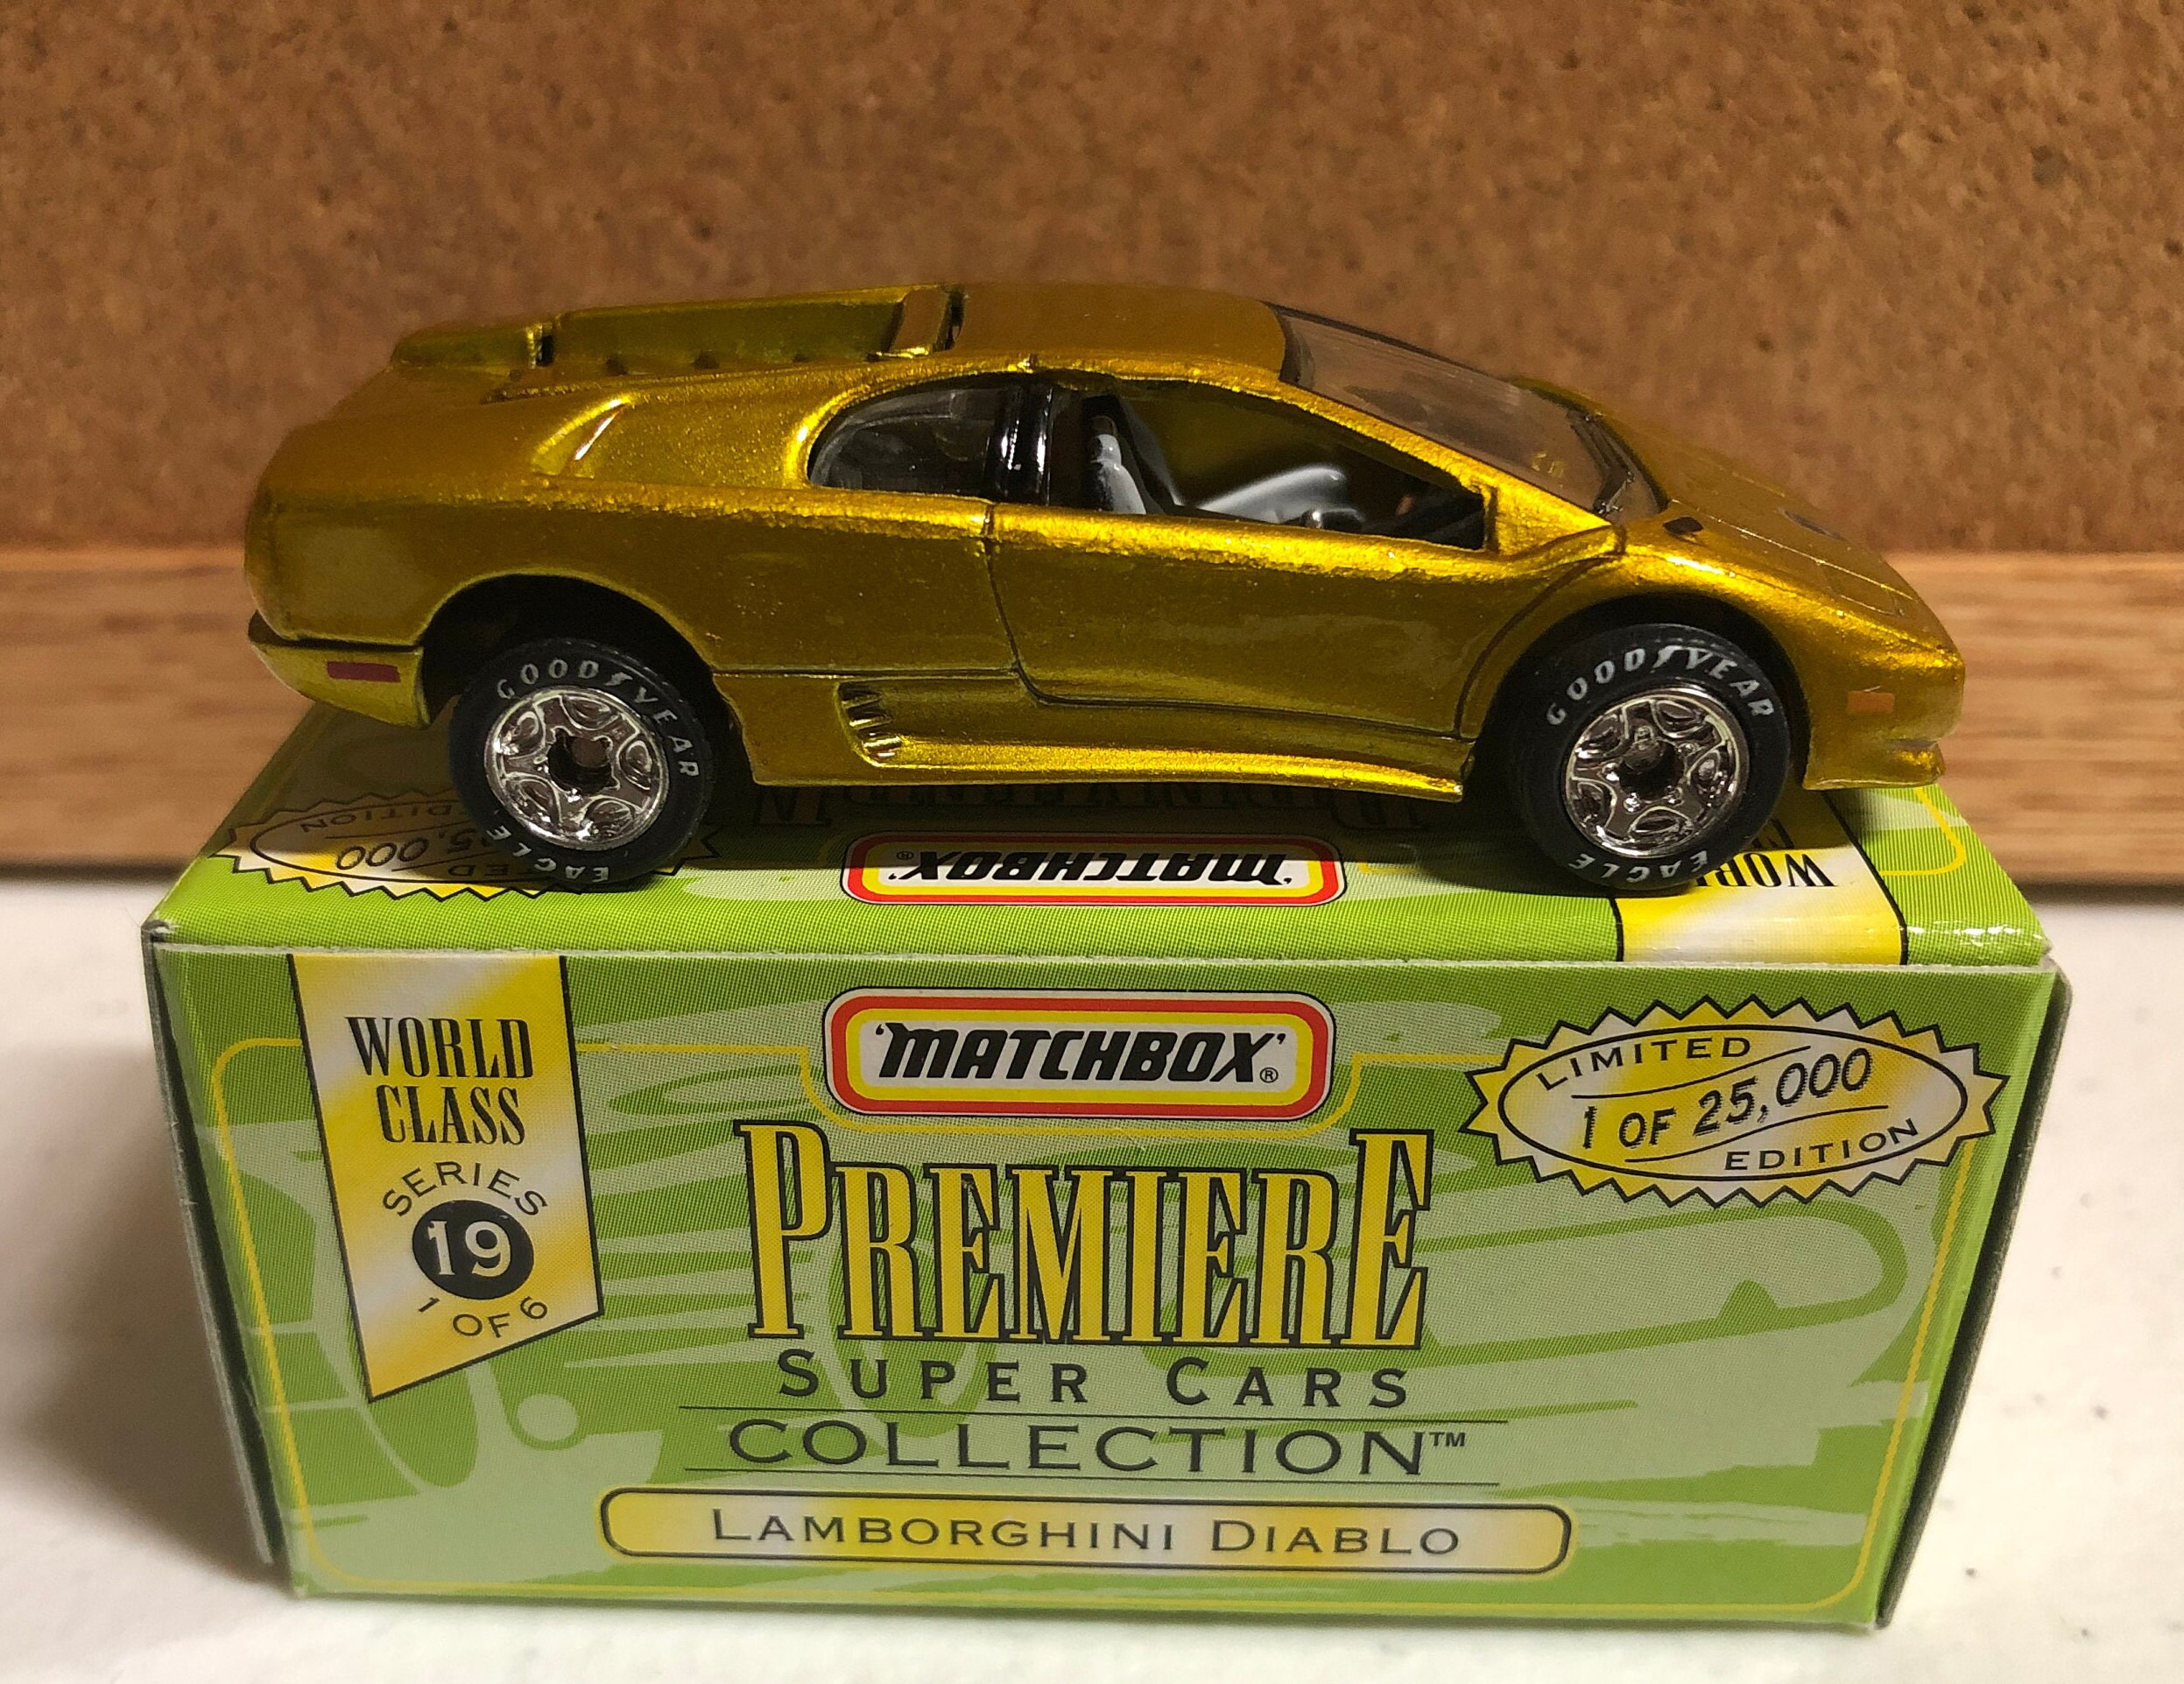 GOODYEAR
EAGLE
GOODYEAR
EAGLE
'MATCHBOX'®
WORLD
CLASS
SERIES
19
1 OF 6
'MATCHBOX'®
LIMITED
1 OF 25,000
EDITION
PREMIERE
SUPER CARS
COLLECTION™
LAMBORGHINI DIABLO